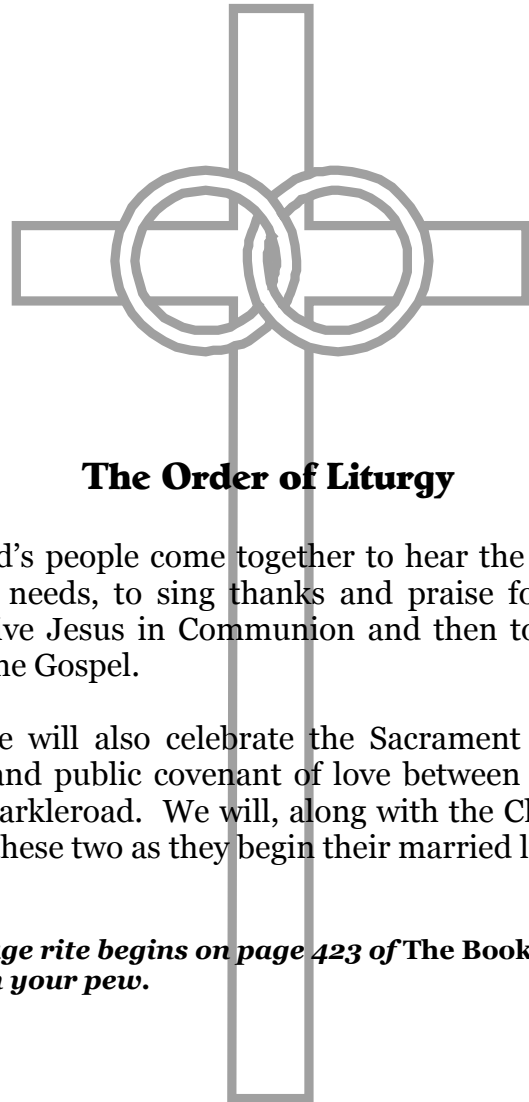 The Order of Liturgy
d's people come together to hear the
needs, to sing thanks and praise fo
ive Jesus in Communion and then to
he Gospel.
e will also celebrate the Sacrament
and public covenant of love between
arkleroad. We will, along with the Ch
hese two as they begin their married l
ge rite begins on page 423 of The Book
n your pew.